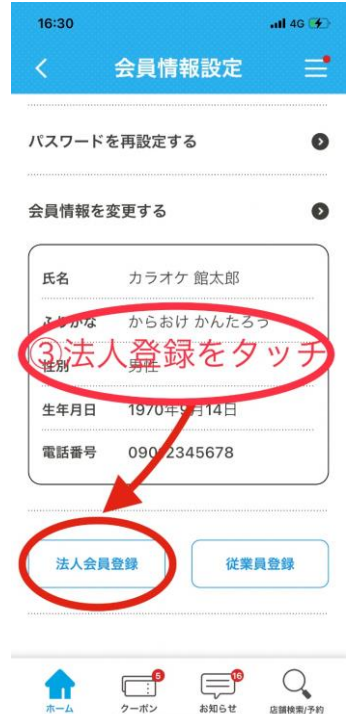 16:30
4G
会員情報設定
パスワードを再設定する
会員情報を変更する
氏名 カラオケ 館太郎
ふりがな からおけ かんたろう
③法人登録をタッチ
性別 男性
生年月日 1970年9月14日
電話番号 09012345678
法人会員登録 従業員登録
5 16
ホーム クーポン お知らせ 店舗検索/予約